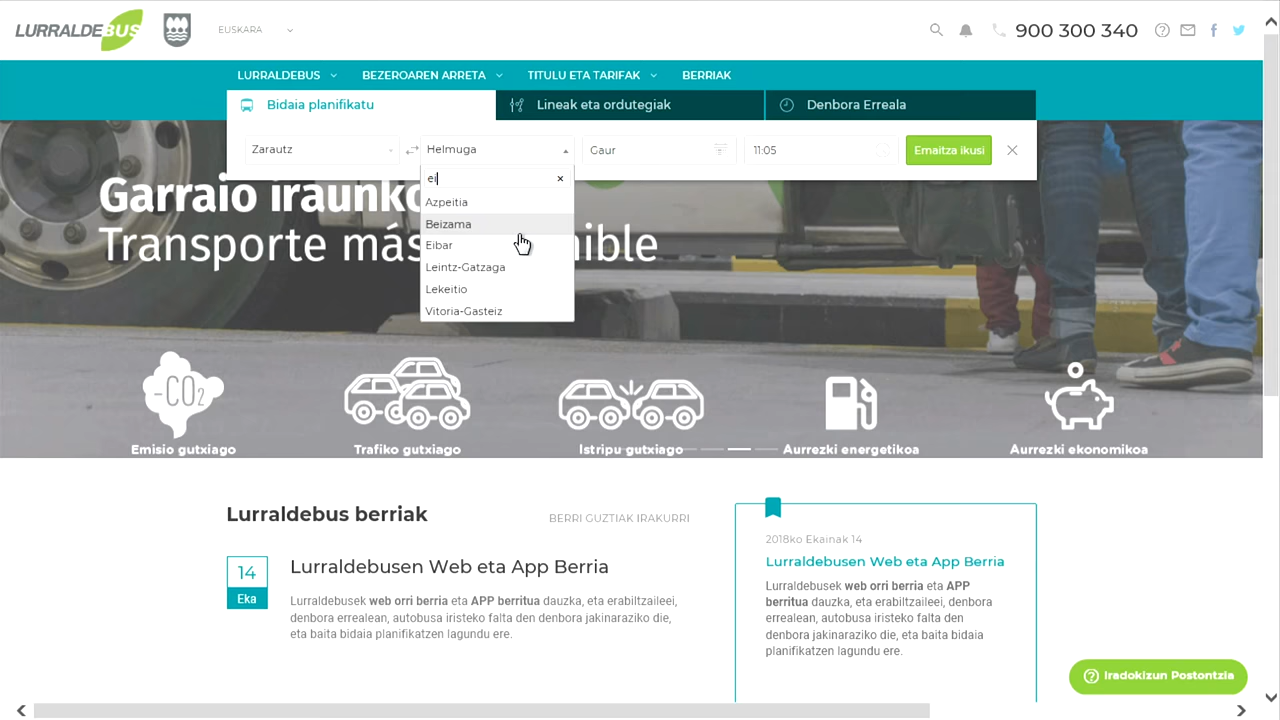 LURRALDEBUS
EUSKARA
900 300 340
LURRALDEBUS
BEZEROAREN ARRETA
TITULU ETA TARIFAK
BERRIAK
Bidaia planifikatu
Lineak eta ordutegiak
Denbora Erreala
Zarautz
Helmuga
Gaur
11:05
Emaitza ikusi
ei
Azpeitia
Beizama
Eibar
Leintz-Gatzaga
Lekeitio
Vitoria-Gasteiz
Garraio
Transporte más
-CO2
Emisio gutxiago
Trafiko gutxiago
Istripu gutxiago
Aurrezki energetikoa
Aurrezki ekonomikoa
Lurraldebus berriak
BERRI GUZTIAK IRAKURRI
14
Eka
Lurraldebusen Web eta App Berria
Lurraldebusek web orri berria eta APP berritua dauzka, eta erabiltzaileei,
denbora errealean, autobusa iristeko falta den denbora jakinaraziko die,
eta baita bidaia planifikatzen lagundu ere.
2018ko Ekainak 14
Lurraldebusen Web eta App Berria
Lurraldebusek web orri berria eta APP
berritua dauzka, eta erabiltzaileei, denbora
errealean, autobusa iristeko falta den
denbora jakinaraziko die, eta baita bidaia
planifikatzen lagundu ere.
Iradokizun Postontzia